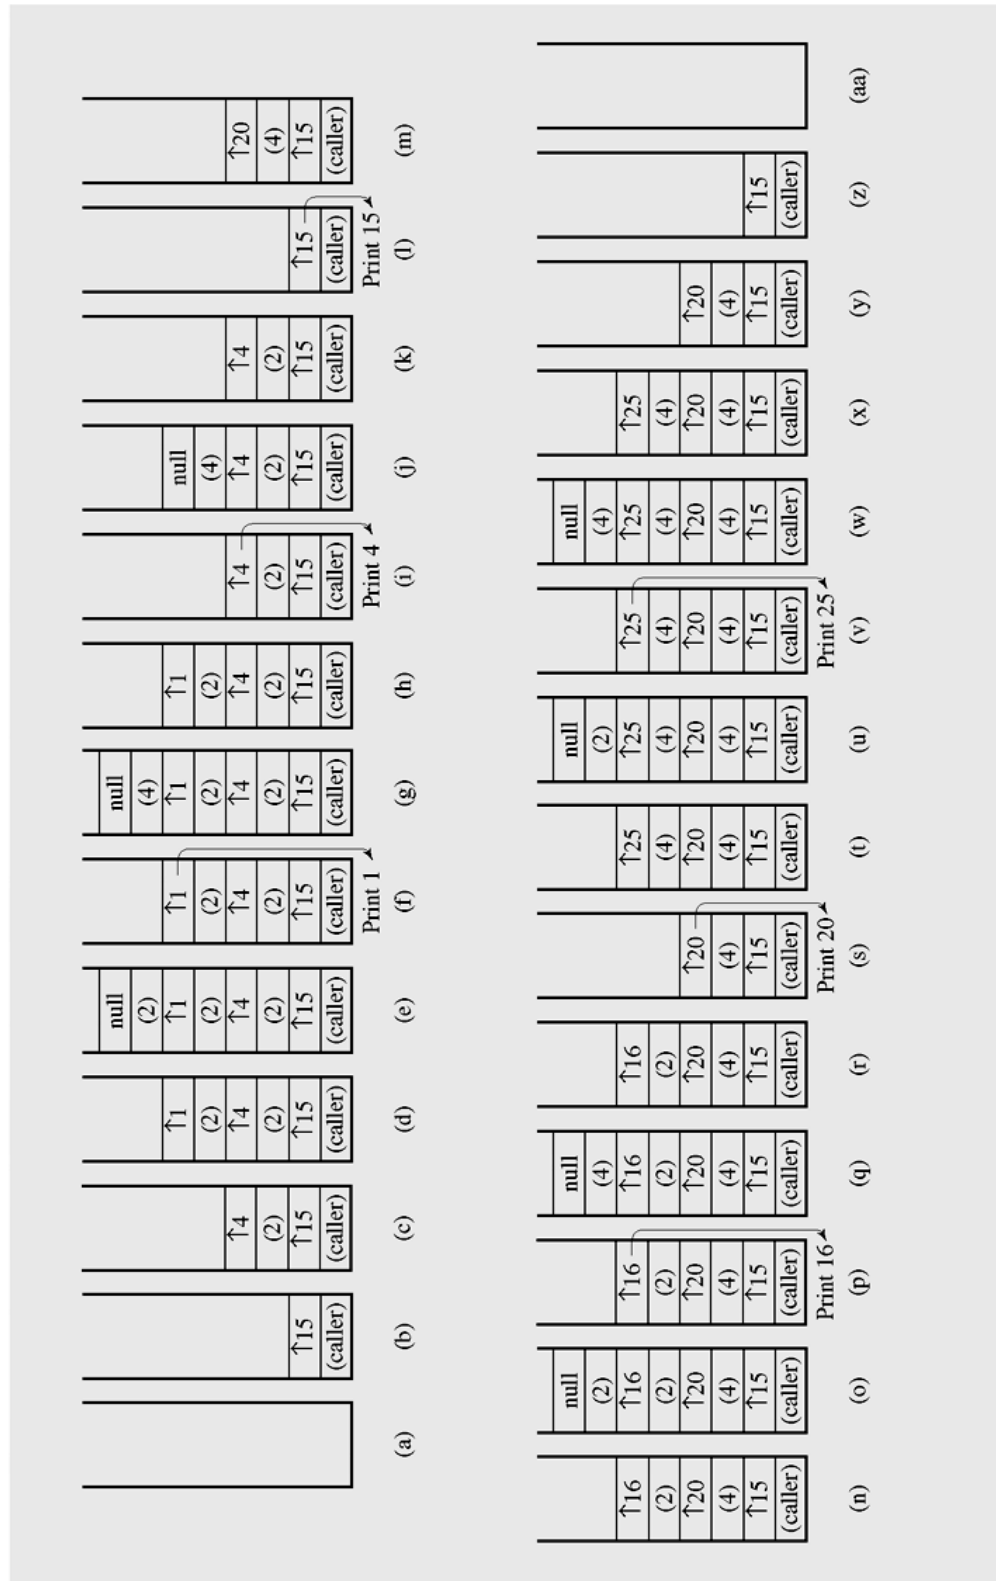 (a)
↑15
(caller)
(b)
↑4
(2)
↑15
(caller)
(c)
↑1
(2)
↑4
(2)
↑15
(caller)
(d)
null
(2)
↑1
(2)
↑4
(2)
↑15
(caller)
(e)
↑1
(2)
↑4
(2)
↑15
(caller)
Print 1
(f)
null
(4)
↑1
(2)
↑4
(2)
↑15
(caller)
(g)
↑1
(2)
↑4
(2)
↑15
(caller)
(h)
↑4
(2)
↑15
(caller)
Print 4
(i)
null
(4)
↑4
(2)
↑15
(caller)
(j)
↑4
(2)
↑15
(caller)
(k)
↑15
(caller)
Print 15
(l)
↑20
(4)
↑15
(caller)
(m)
↑16
(2)
↑20
(4)
↑15
(caller)
(n)
null
(2)
↑16
(2)
↑20
(4)
↑15
(caller)
(o)
↑16
(2)
↑20
(4)
↑15
(caller)
Print 16
(p)
null
(4)
↑16
(2)
↑20
(4)
↑15
(caller)
(q)
↑16
(2)
↑20
(4)
↑15
(caller)
(r)
↑20
(4)
↑15
(caller)
Print 20
(s)
↑25
(4)
↑20
(4)
↑15
(caller)
(t)
null
(2)
↑25
(4)
↑20
(4)
↑15
(caller)
(u)
↑25
(4)
↑20
(4)
↑15
(caller)
Print 25
(v)
null
(4)
↑25
(4)
↑20
(4)
↑15
(caller)
(w)
↑25
(4)
↑20
(4)
↑15
(caller)
(x)
↑20
(4)
↑15
(caller)
(y)
↑15
(caller)
(z)
(aa)